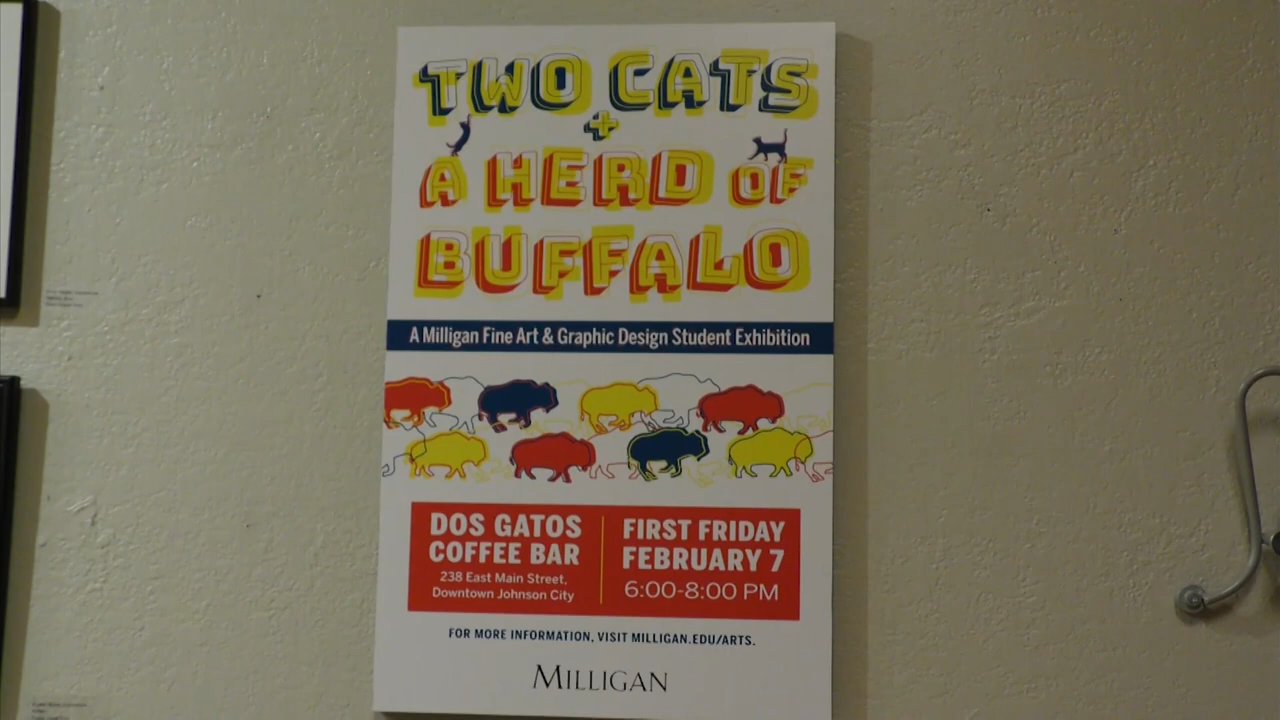 TWO CATS
+
A HERD OF
BUFFALO
A Milligan Fine Art & Graphic Design Student Exhibition
DOS GATOS
COFFEE BAR
238 East Main Street,
Downtown Johnson City
FIRST FRIDAY
FEBRUARY 7
6:00-8:00 PM
FOR MORE INFORMATION, VISIT MILLIGAN.EDU/ARTS.
MILLIGAN